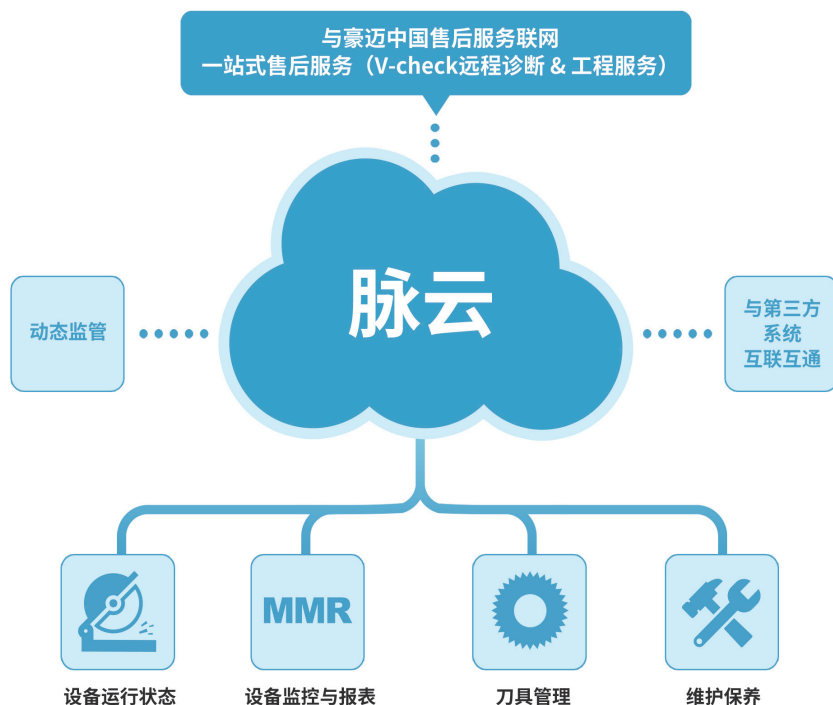 与豪迈中国售后服务联网
一站式售后服务（V-check远程诊断 & 工程服务）
脉云
动态监管
与第三方
系统
互联互通
MMR
设备运行状态
设备监控与报表
刀具管理
维护保养